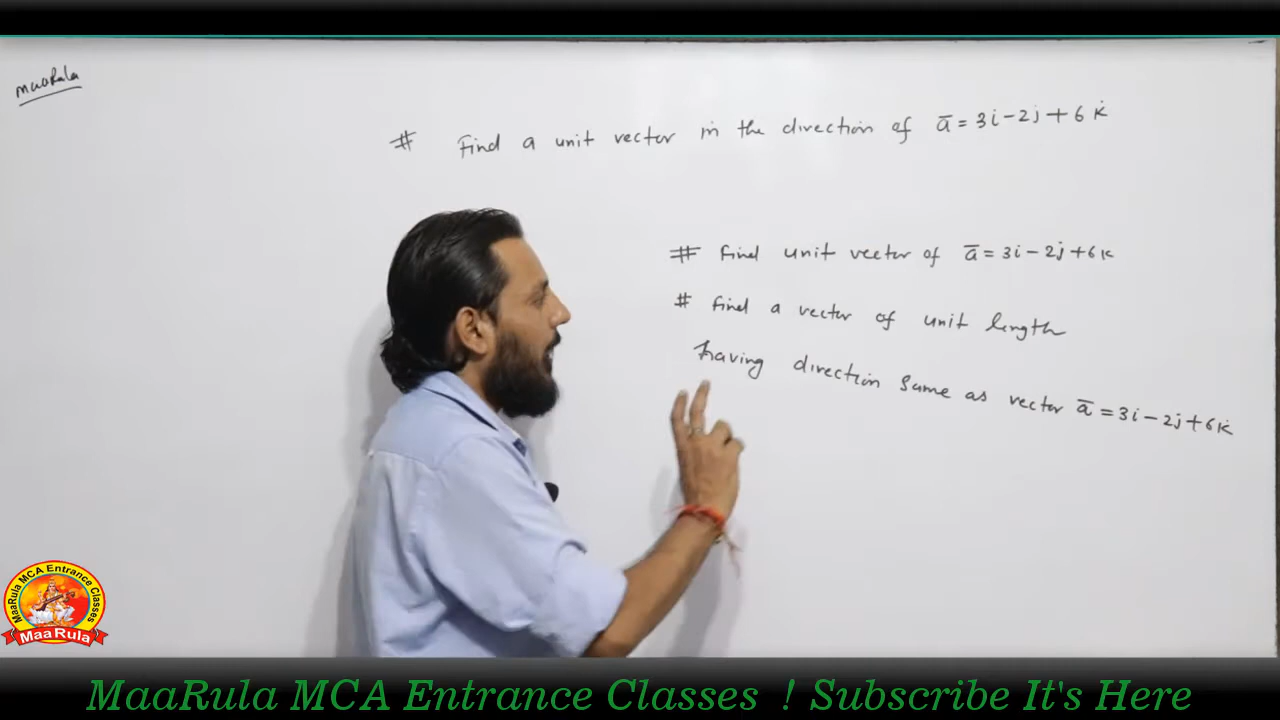 MaaRula
# Find a unit vector in the direction of a̅ = 3i - 2j + 6k
# Find unit vector of a̅ = 3i - 2j + 6k
# Find a vector of unit length
having direction same as vector a̅ = 3i - 2j + 6k
MaaRula MCA Entrance Classes
MaaRula
MaaRula MCA Entrance Classes ! Subscribe It's Here